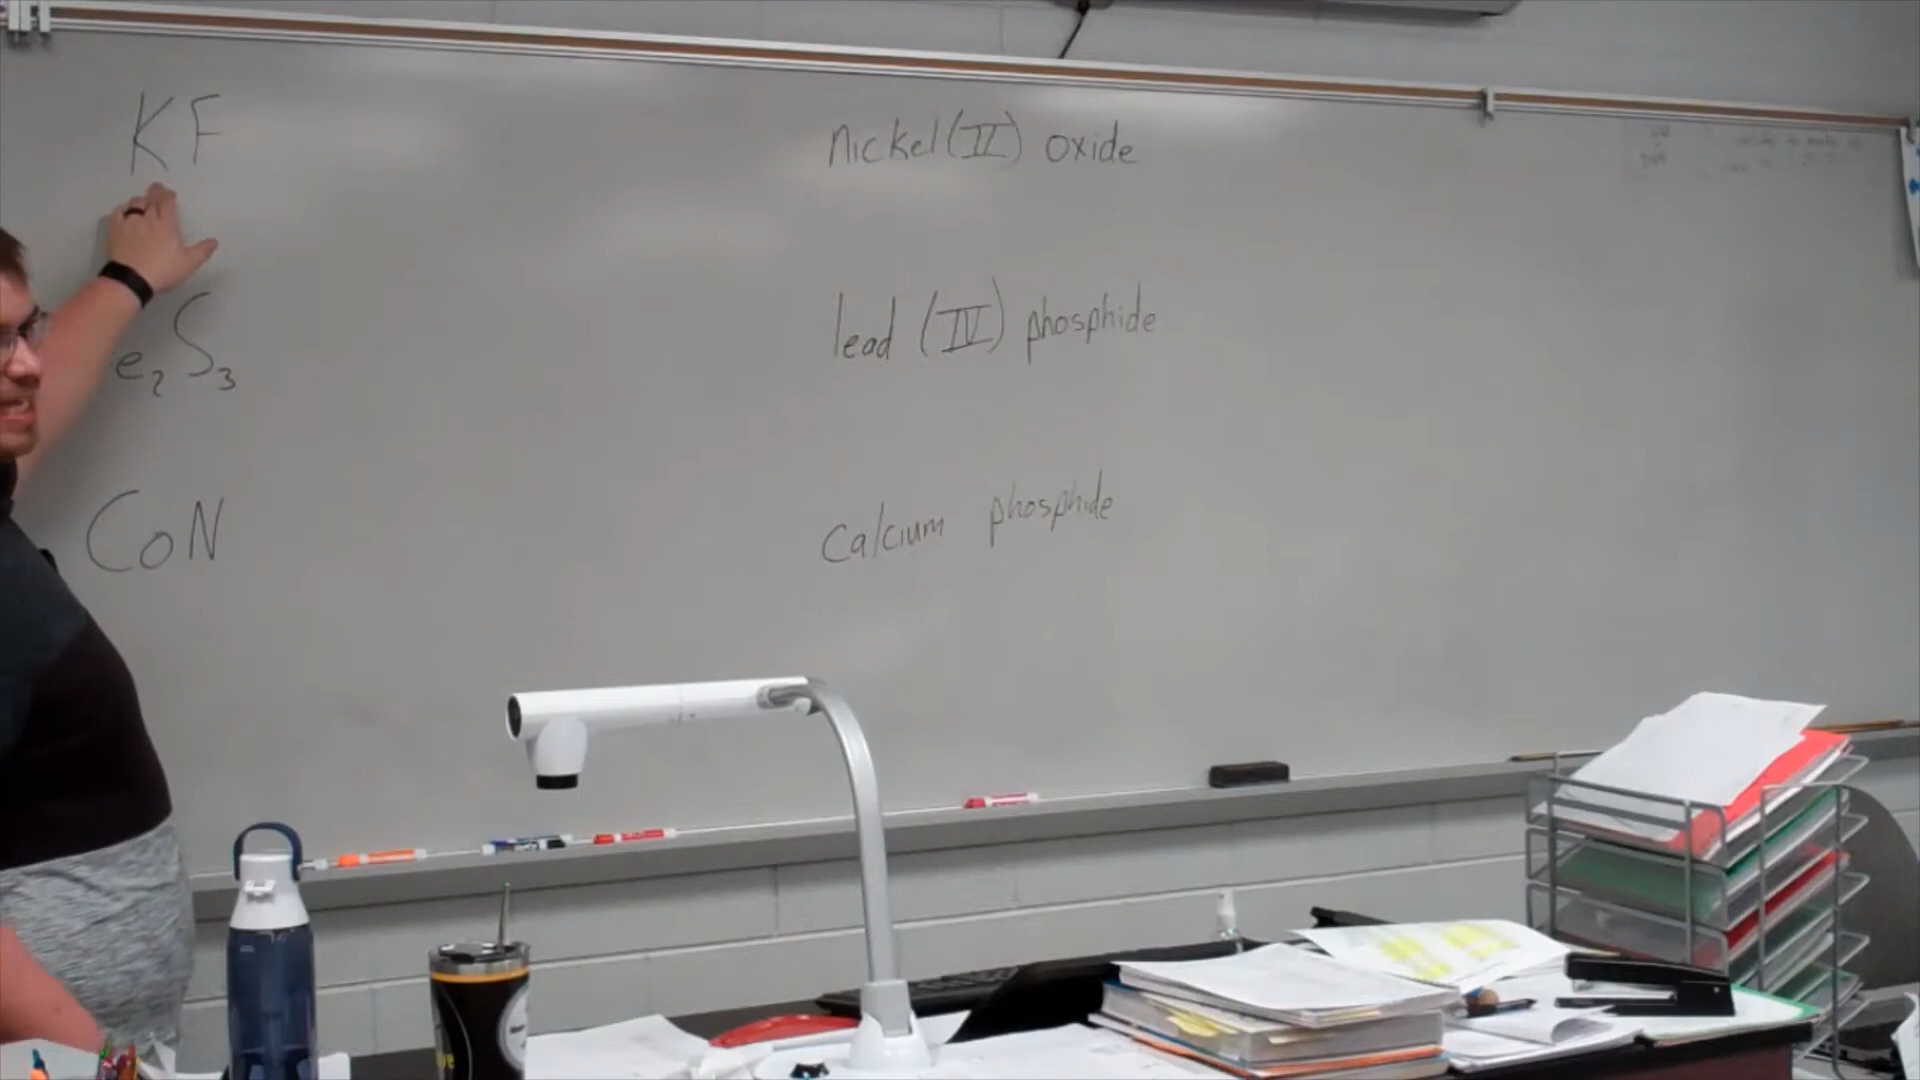 KF
nickel (II) oxide
e₂S₃
lead (IV) phosphide
CoN
Calcium phosphide